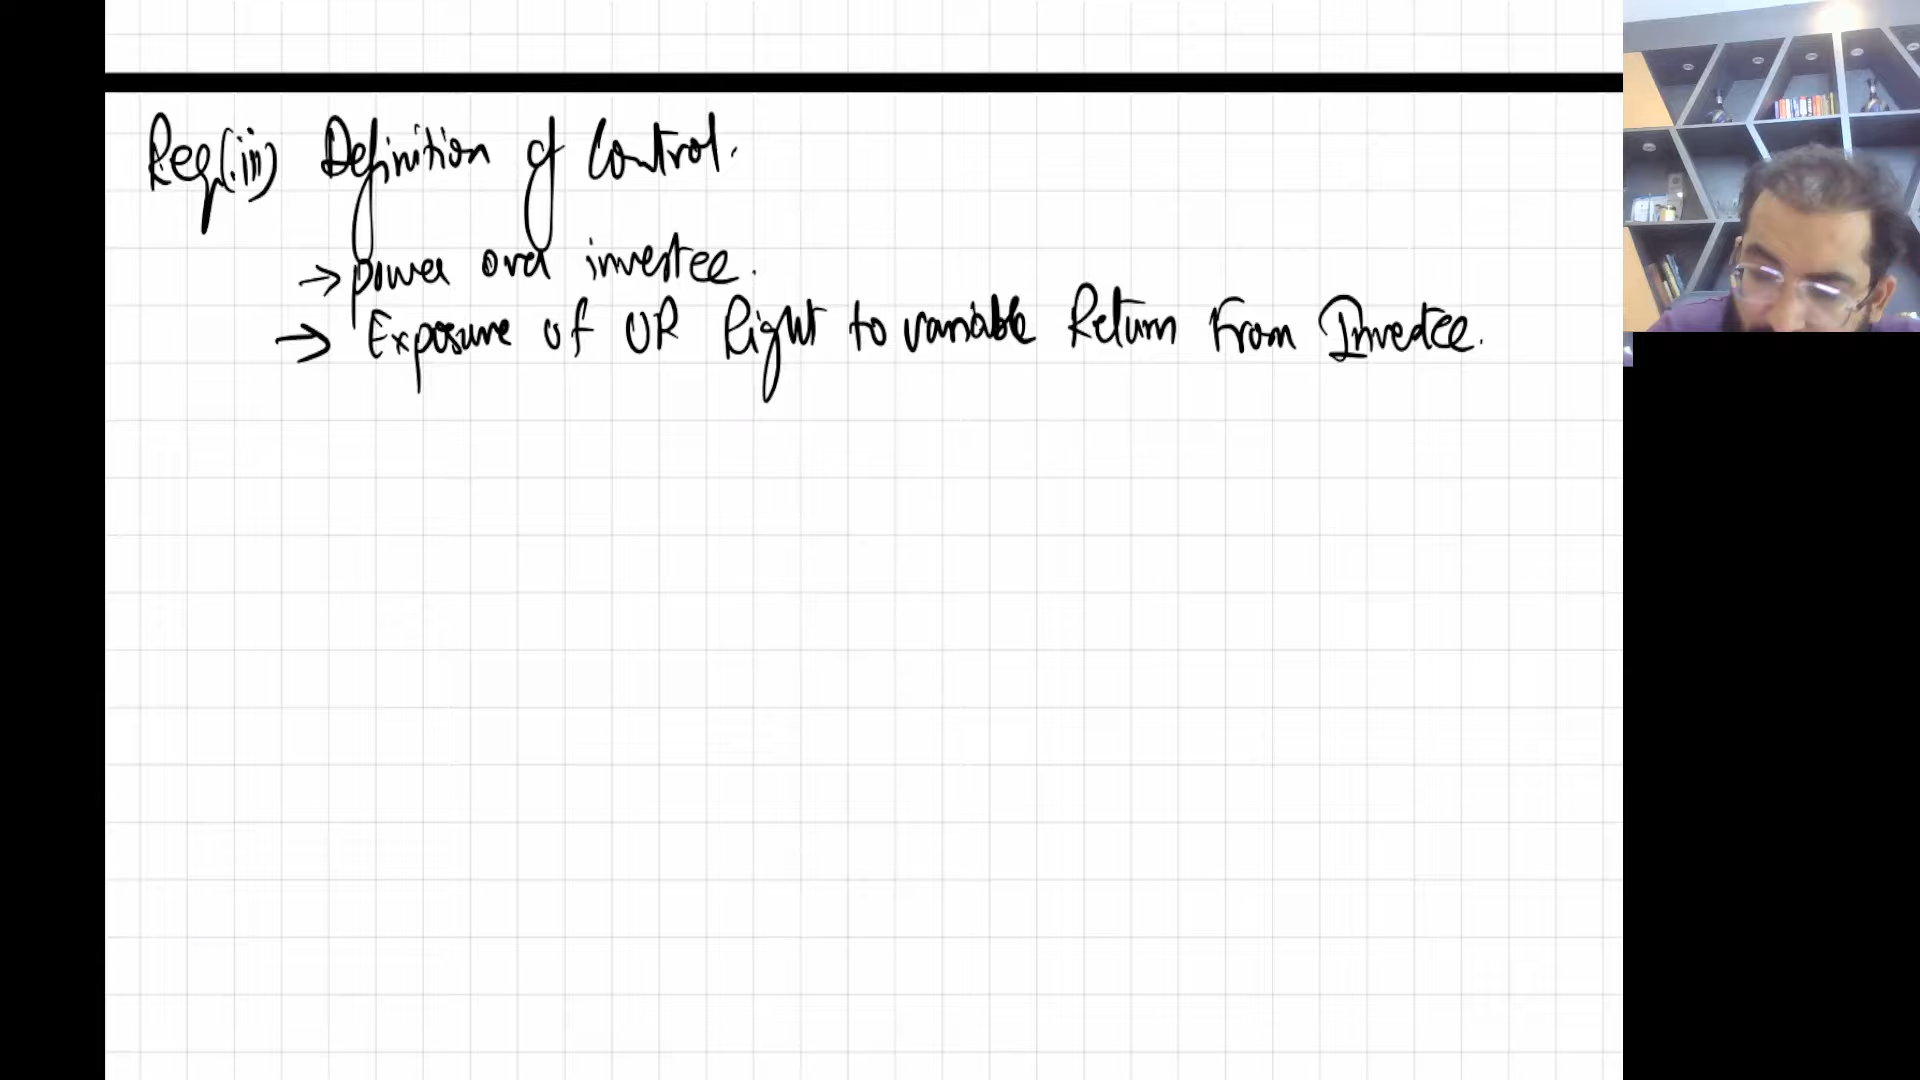 Req(iii) Definition of Control.
→ power over investee.
→ Exposure of OR Right to variable Return From Investee.